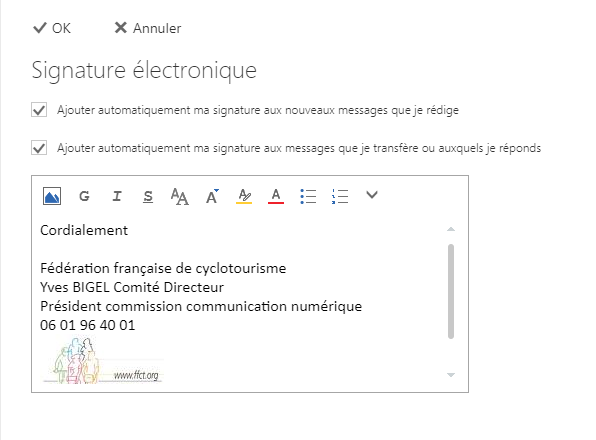 OK Annuler
Signature électronique
Ajouter automatiquement ma signature aux nouveaux messages que je rédige
Ajouter automatiquement ma signature aux messages que je transfère ou auxquels je réponds
G I S AA A A A
Cordialement
Fédération française de cyclotourisme
Yves BIGEL Comité Directeur
Président commission communication numérique
06 01 96 40 01
www.ffct.org